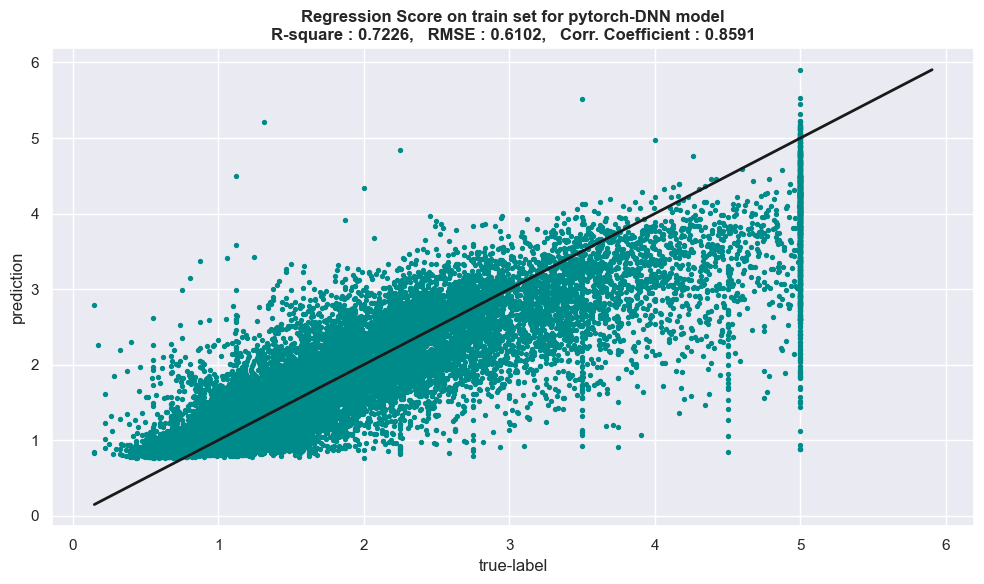 Regression Score on train set for pytorch-DNN model
R-square : 0.7226,   RMSE : 0.6102,   Corr. Coefficient : 0.8591
6
5
4
3
2
1
0
prediction
0 1 2 3 4 5 6
true-label